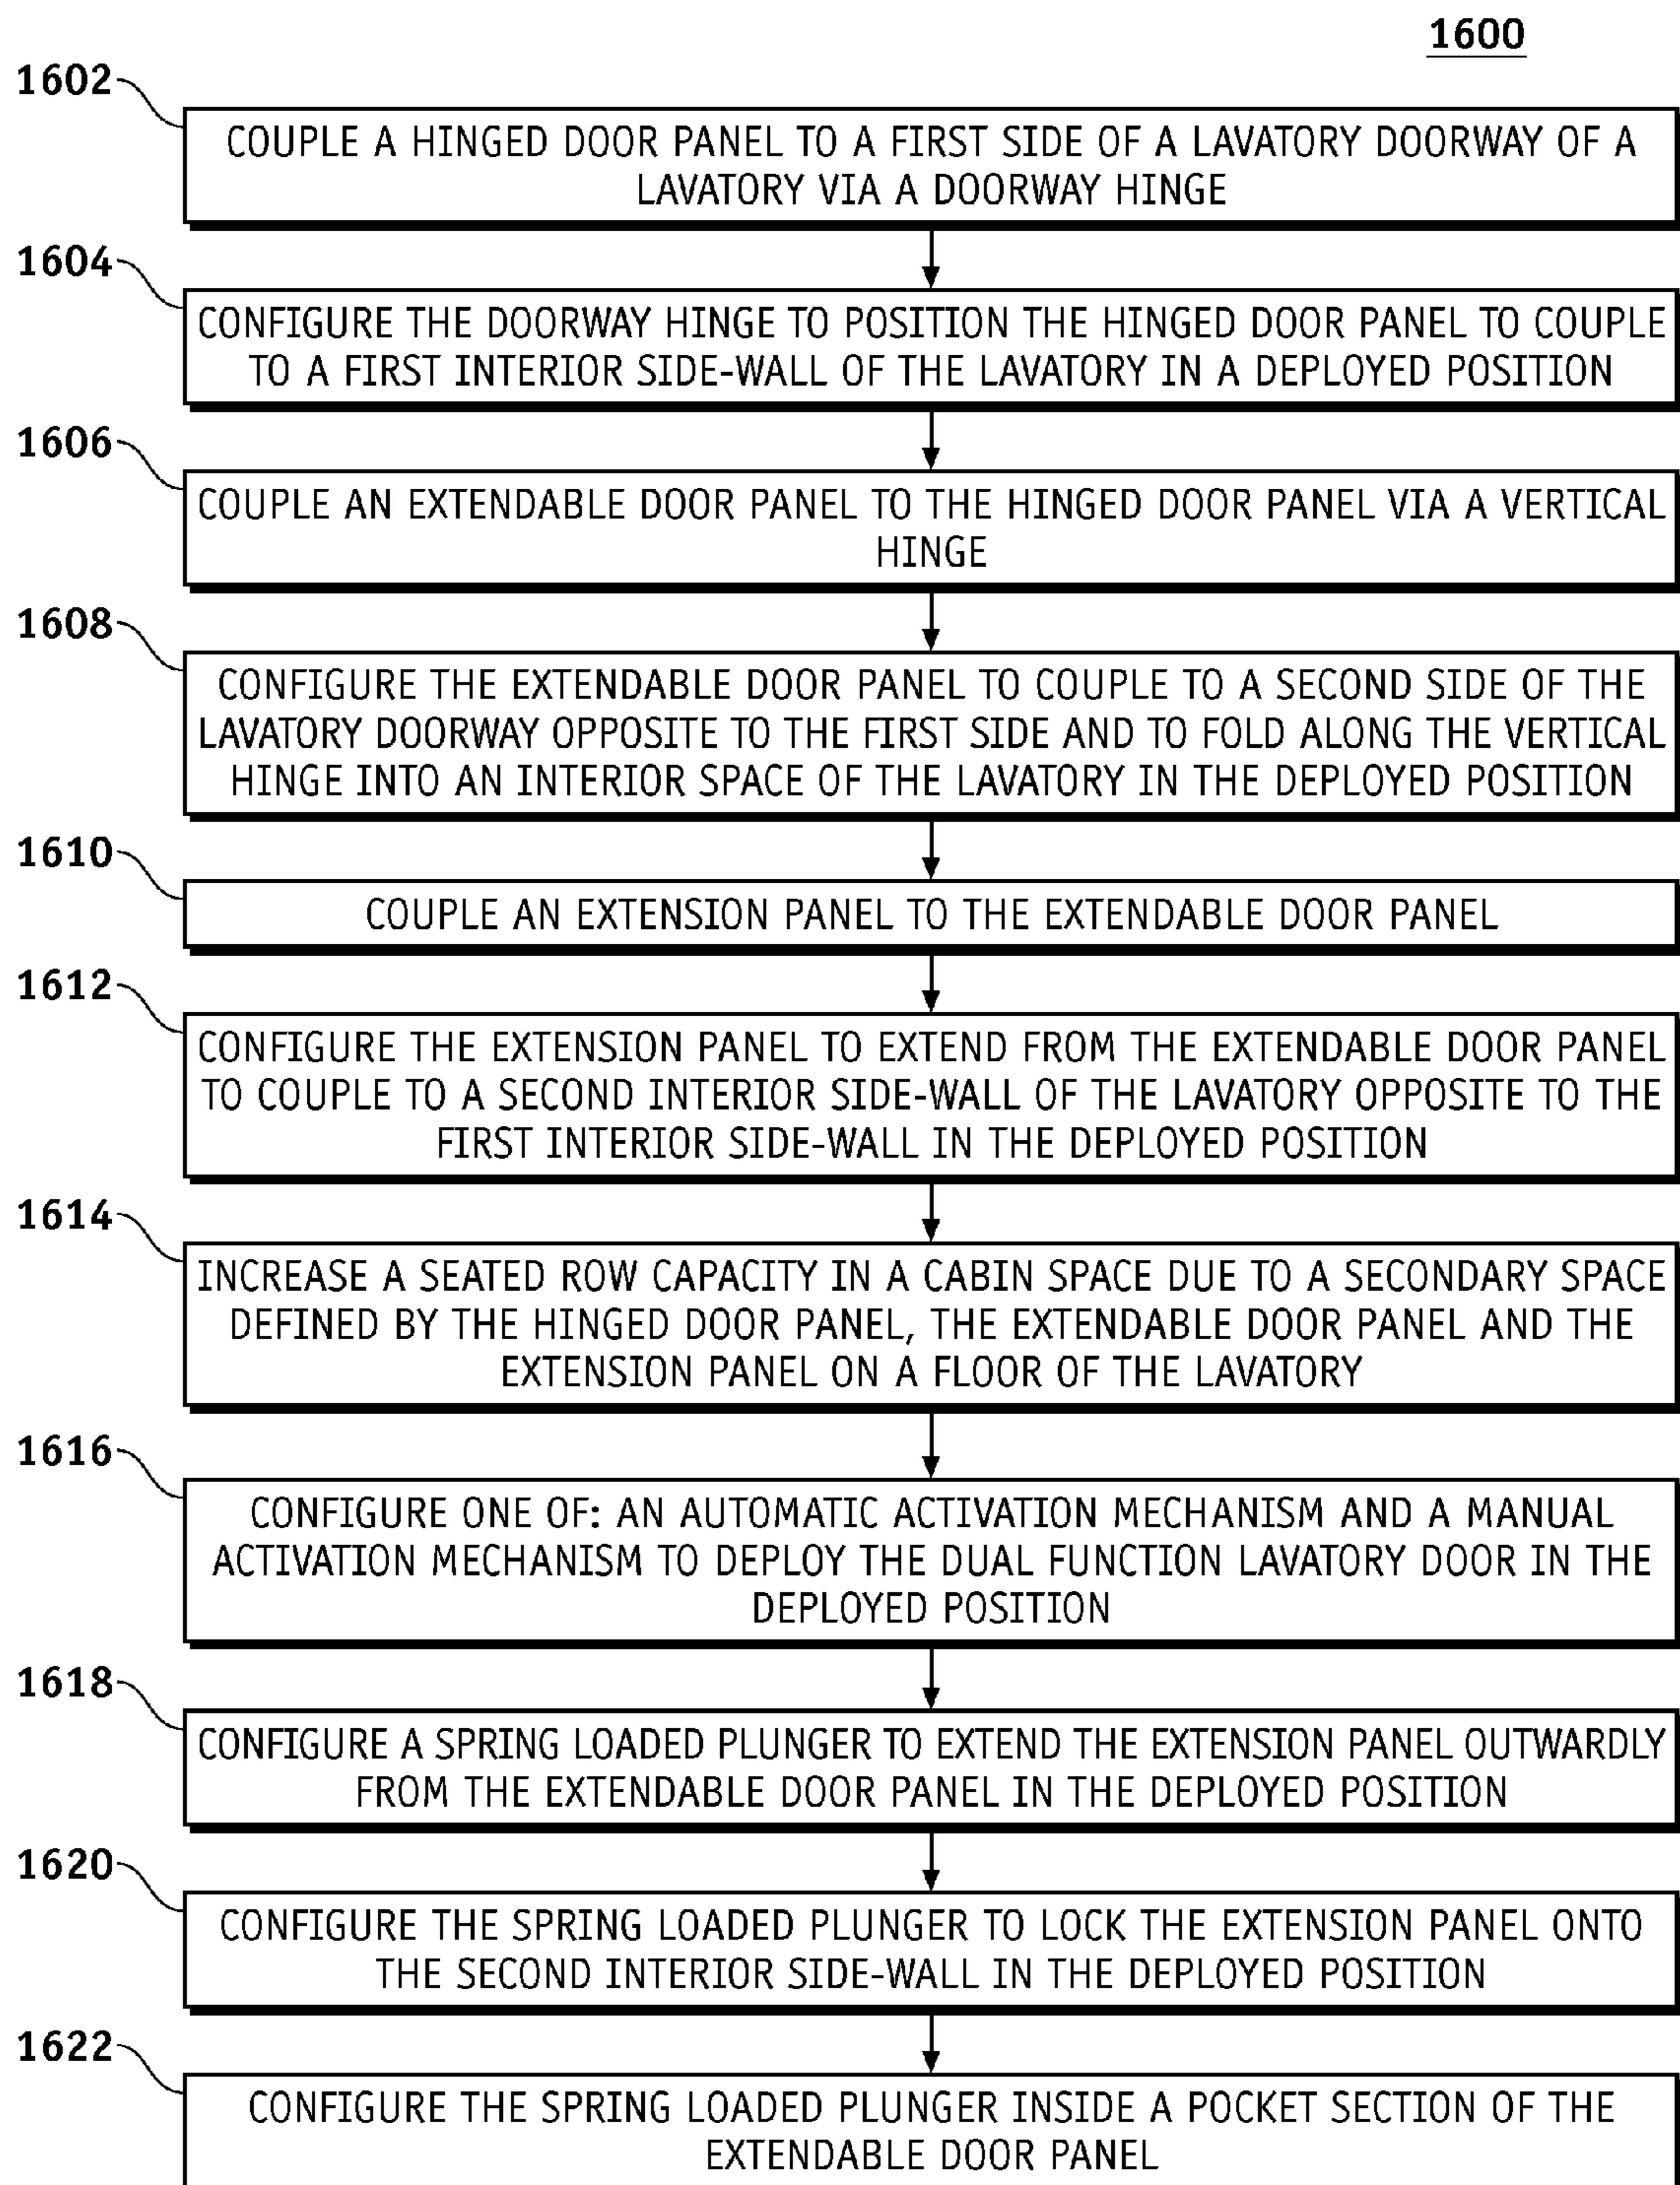 1600
1602
COUPLE A HINGED DOOR PANEL TO A FIRST SIDE OF A LAVATORY DOORWAY OF A
LAVATORY VIA A DOORWAY HINGE
1604
CONFIGURE THE DOORWAY HINGE TO POSITION THE HINGED DOOR PANEL TO COUPLE
TO A FIRST INTERIOR SIDE-WALL OF THE LAVATORY IN A DEPLOYED POSITION
1606
COUPLE AN EXTENDABLE DOOR PANEL TO THE HINGED DOOR PANEL VIA A VERTICAL
HINGE
1608
CONFIGURE THE EXTENDABLE DOOR PANEL TO COUPLE TO A SECOND SIDE OF THE
LAVATORY DOORWAY OPPOSITE TO THE FIRST SIDE AND TO FOLD ALONG THE VERTICAL
HINGE INTO AN INTERIOR SPACE OF THE LAVATORY IN THE DEPLOYED POSITION
1610
COUPLE AN EXTENSION PANEL TO THE EXTENDABLE DOOR PANEL
1612
CONFIGURE THE EXTENSION PANEL TO EXTEND FROM THE EXTENDABLE DOOR PANEL
TO COUPLE TO A SECOND INTERIOR SIDE-WALL OF THE LAVATORY OPPOSITE TO THE
FIRST INTERIOR SIDE-WALL IN THE DEPLOYED POSITION
1614
INCREASE A SEATED ROW CAPACITY IN A CABIN SPACE DUE TO A SECONDARY SPACE
DEFINED BY THE HINGED DOOR PANEL, THE EXTENDABLE DOOR PANEL AND THE
EXTENSION PANEL ON A FLOOR OF THE LAVATORY
1616
CONFIGURE ONE OF: AN AUTOMATIC ACTIVATION MECHANISM AND A MANUAL
ACTIVATION MECHANISM TO DEPLOY THE DUAL FUNCTION LAVATORY DOOR IN THE
DEPLOYED POSITION
1618
CONFIGURE A SPRING LOADED PLUNGER TO EXTEND THE EXTENSION PANEL OUTWARDLY
FROM THE EXTENDABLE DOOR PANEL IN THE DEPLOYED POSITION
1620
CONFIGURE THE SPRING LOADED PLUNGER TO LOCK THE EXTENSION PANEL ONTO
THE SECOND INTERIOR SIDE-WALL IN THE DEPLOYED POSITION
1622
CONFIGURE THE SPRING LOADED PLUNGER INSIDE A POCKET SECTION OF THE
EXTENDABLE DOOR PANEL